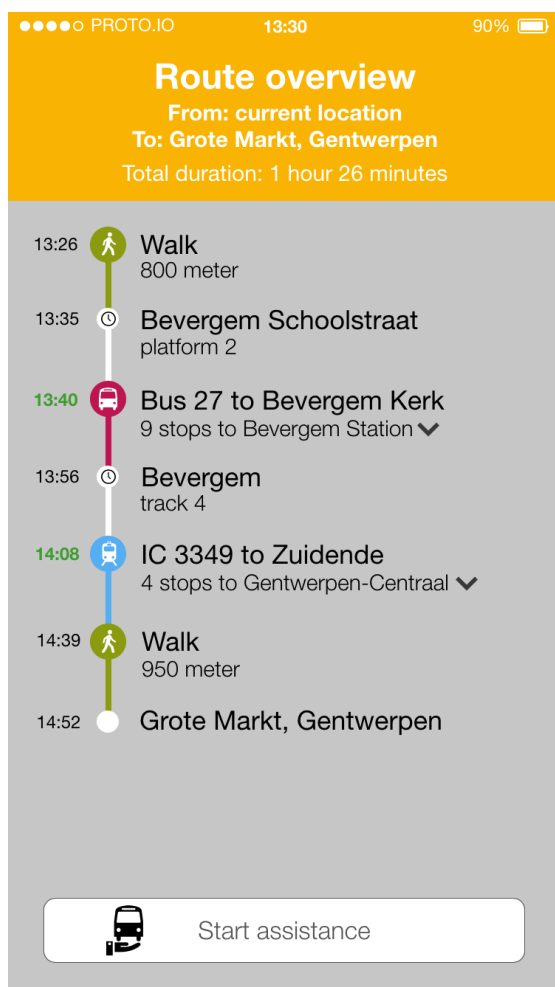 PROTO.IO 13:30 90%
Route overview
From: current location
To: Grote Markt, Gentwerpen
Total duration: 1 hour 26 minutes
13:26 Walk
800 meter
13:35 Bevergem Schoolstraat
platform 2
13:40 Bus 27 to Bevergem Kerk
9 stops to Bevergem Station
13:56 Bevergem
track 4
14:08 IC 3349 to Zuidende
4 stops to Gentwerpen-Centraal
14:39 Walk
950 meter
14:52 Grote Markt, Gentwerpen
Start assistance